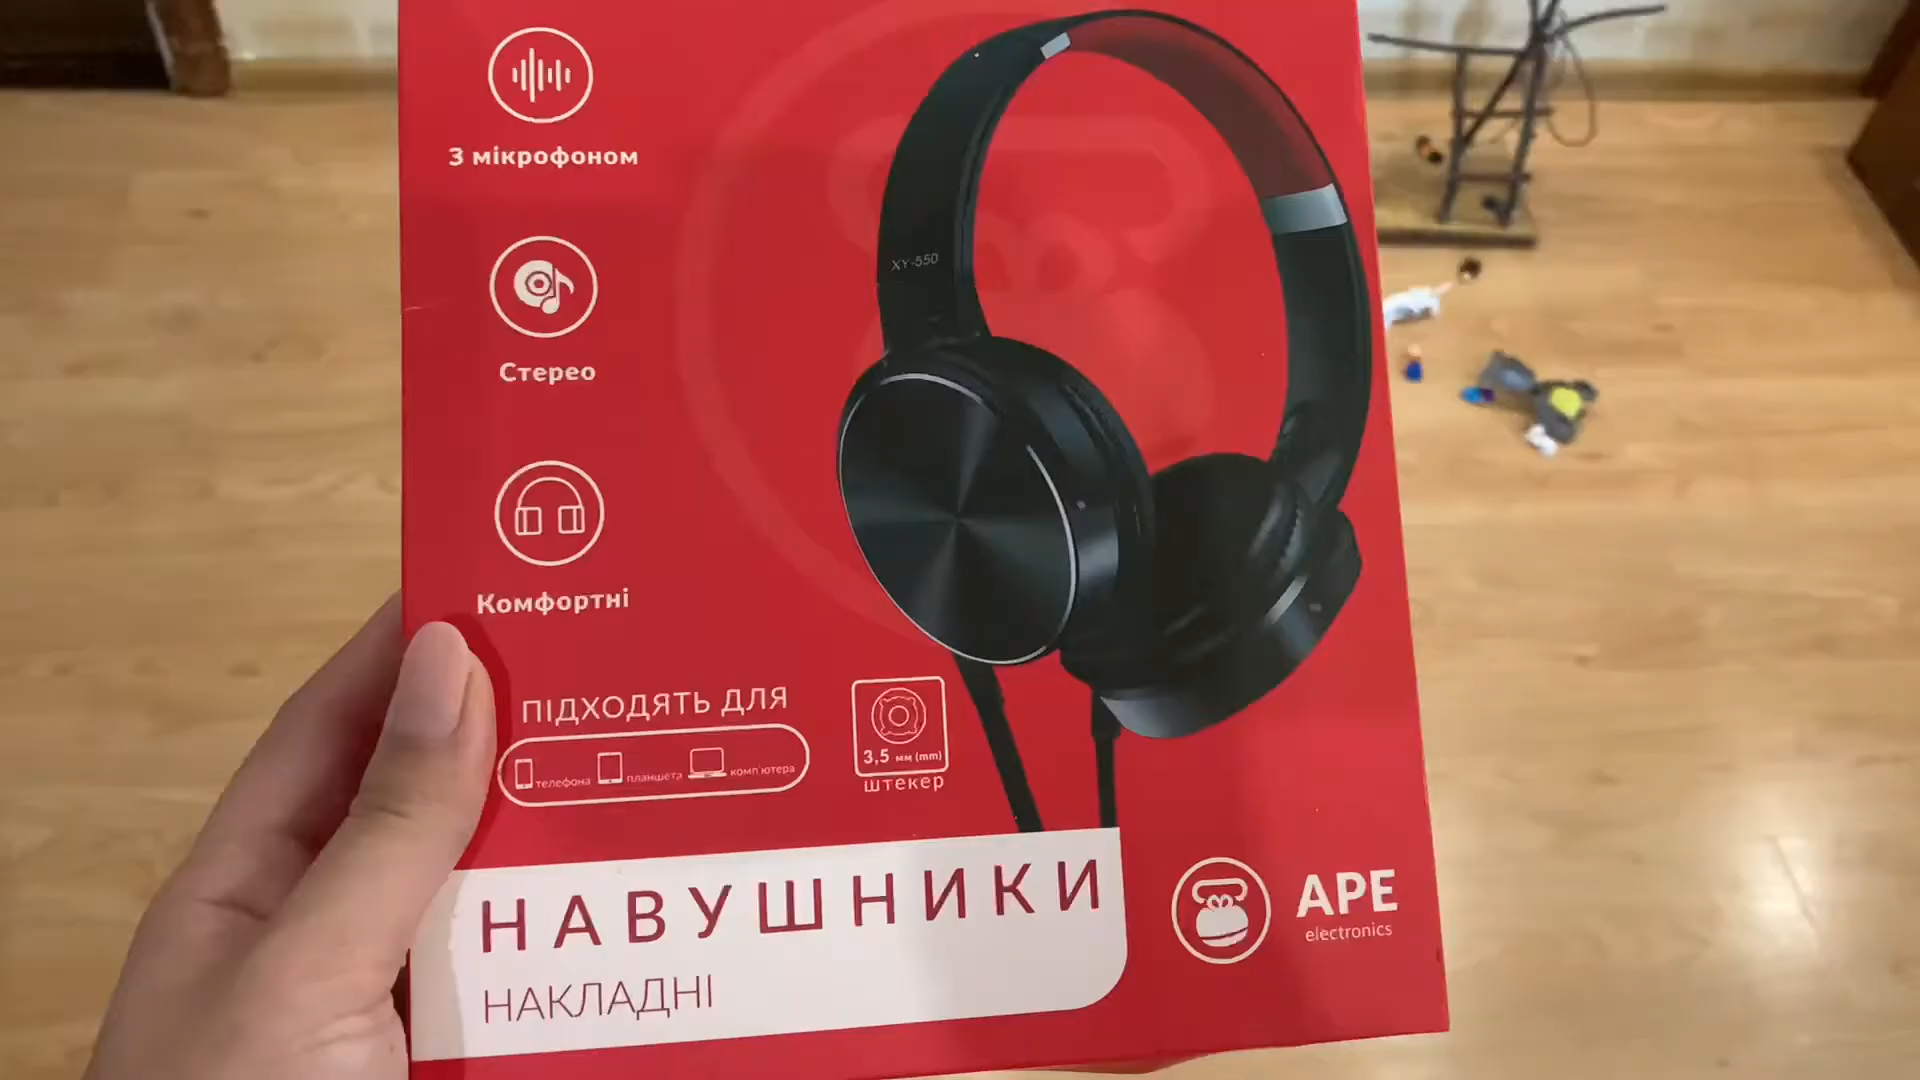 З мікрофоном
XY-550
Стерео
Комфортні
ПІДХОДЯТЬ ДЛЯ
телефона планшета комп'ютера
3,5 мм (mm)
штекер
НАВУШНИКИ
НАКЛАДНІ
APE
electronics